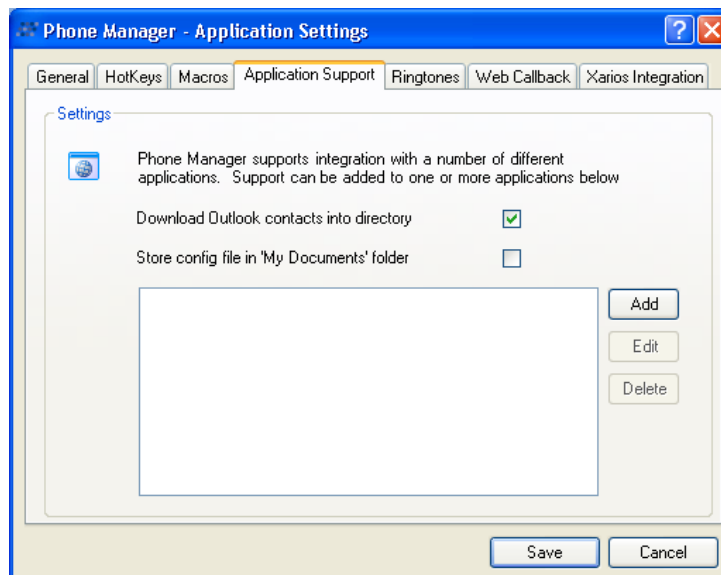 Phone Manager - Application Settings
General HotKeys Macros Application Support Ringtones Web Callback Xarios Integration
Settings
Phone Manager supports integration with a number of different
applications. Support can be added to one or more applications below
Download Outlook contacts into directory
Store config file in 'My Documents' folder
Add
Edit
Delete
Save Cancel